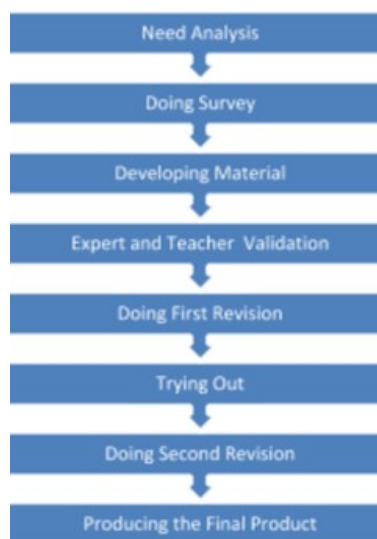 Need Analysis
Doing Survey
Developing Material
Expert and Teacher Validation
Doing First Revision
Trying Out
Doing Second Revision
Producing the Final Product